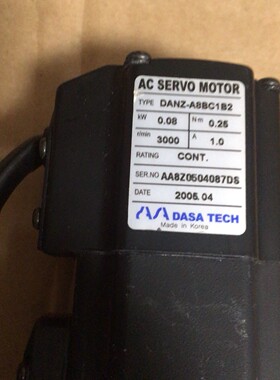 AC SERVO MOTOR
TYPE DANZ-A8BC1B2
kW 0.08 Nm 0.25
r/min 3000 A 1.0
RATING CONT.
SER.NO AA8Z0504087DS
DATE 2005.04
DASA TECH
Made in Korea